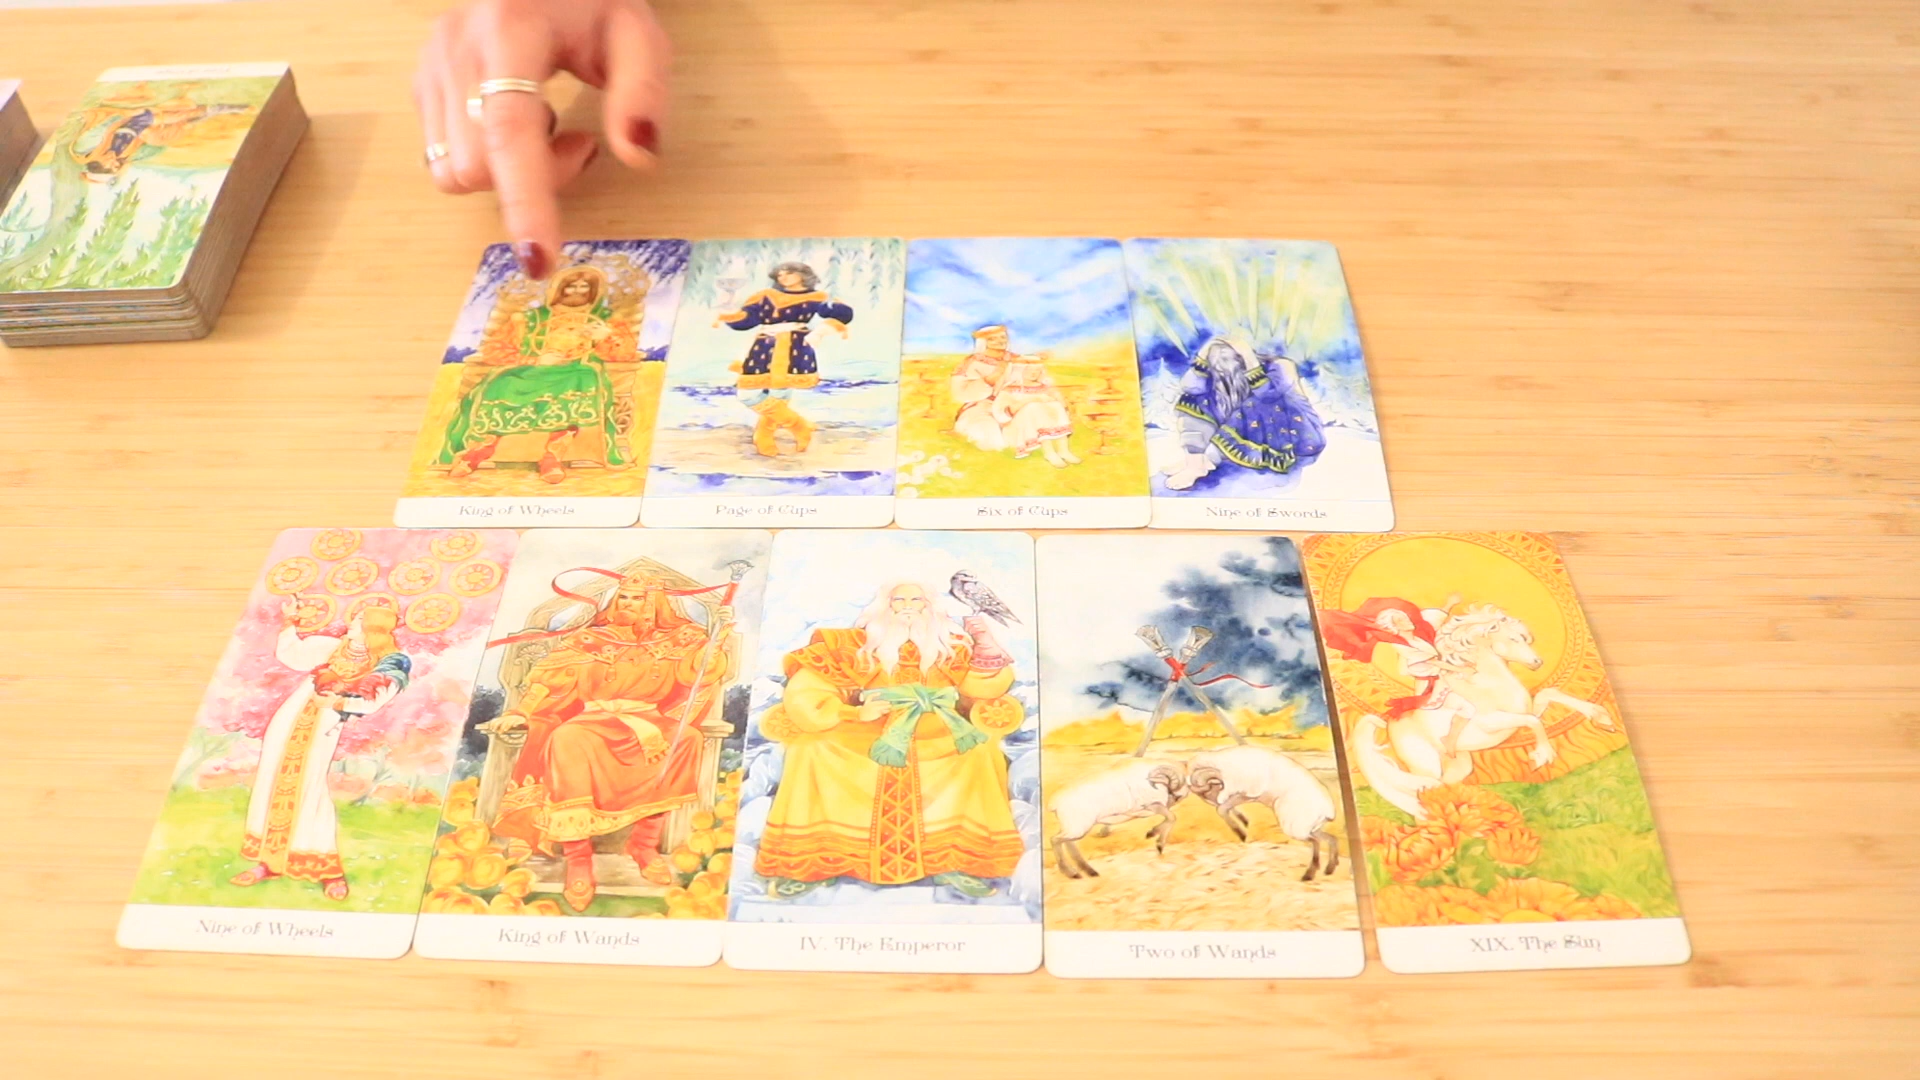 King of Wheels
Page of Cups
Six of Cups
Nine of Swords
Nine of Wheels
King of Wands
IV. The Emperor
Two of Wands
XIX. The Sun